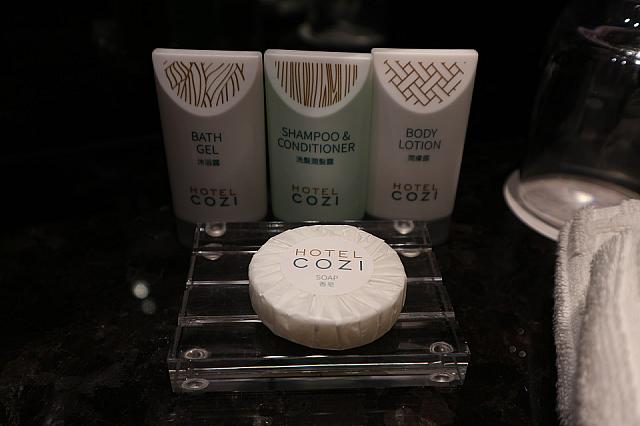 BATH
GEL
沐浴露
HOTEL
COZI
SHAMPOO &
CONDITIONER
洗髮潤髮露
HOTEL
COZI
BODY
LOTION
潤膚露
HOTEL
COZI
HOTEL
COZI
SOAP
香皂